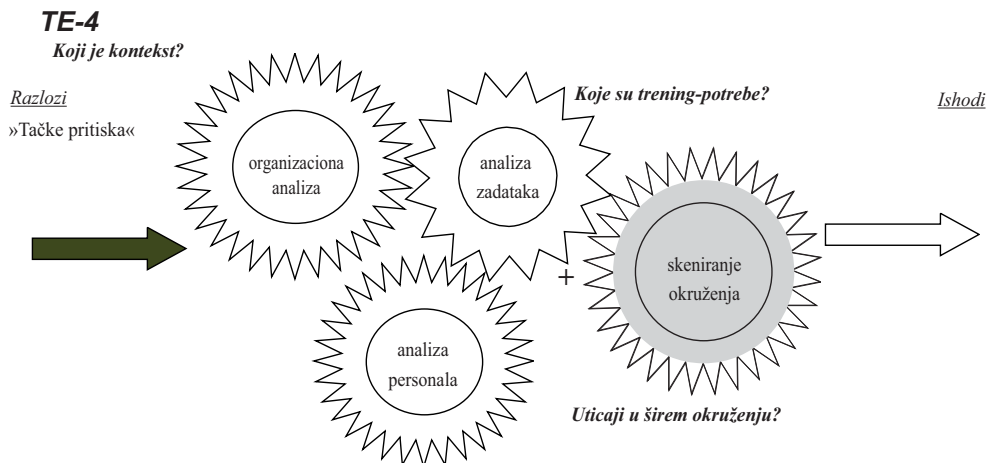 TE-4
Koji je kontekst?
Razlozi
»Tačke pritiska«
organizaciona
analiza
analiza
zadataka
Koje su trening-potrebe?
Ishodi
+
skeniranje
okruženja
analiza
personala
Uticaji u širem okruženju?